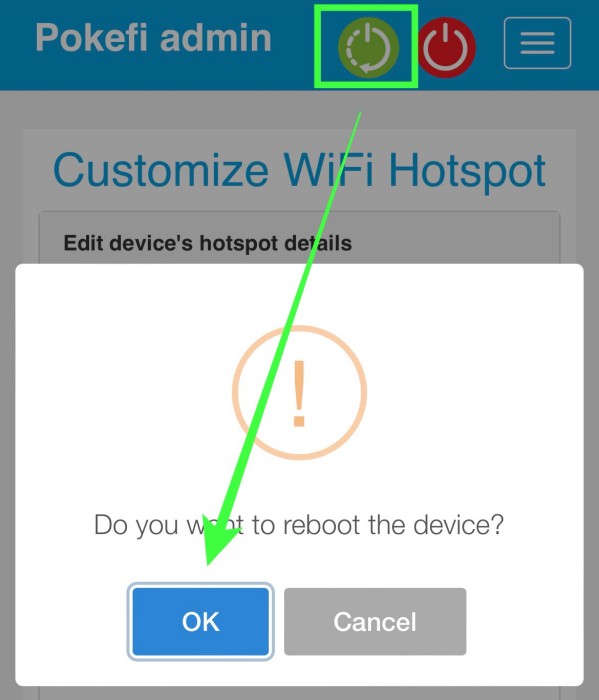 Pokefi admin
Customize WiFi Hotspot
Edit device's hotspot details
!
Do you want to reboot the device?
OK
Cancel